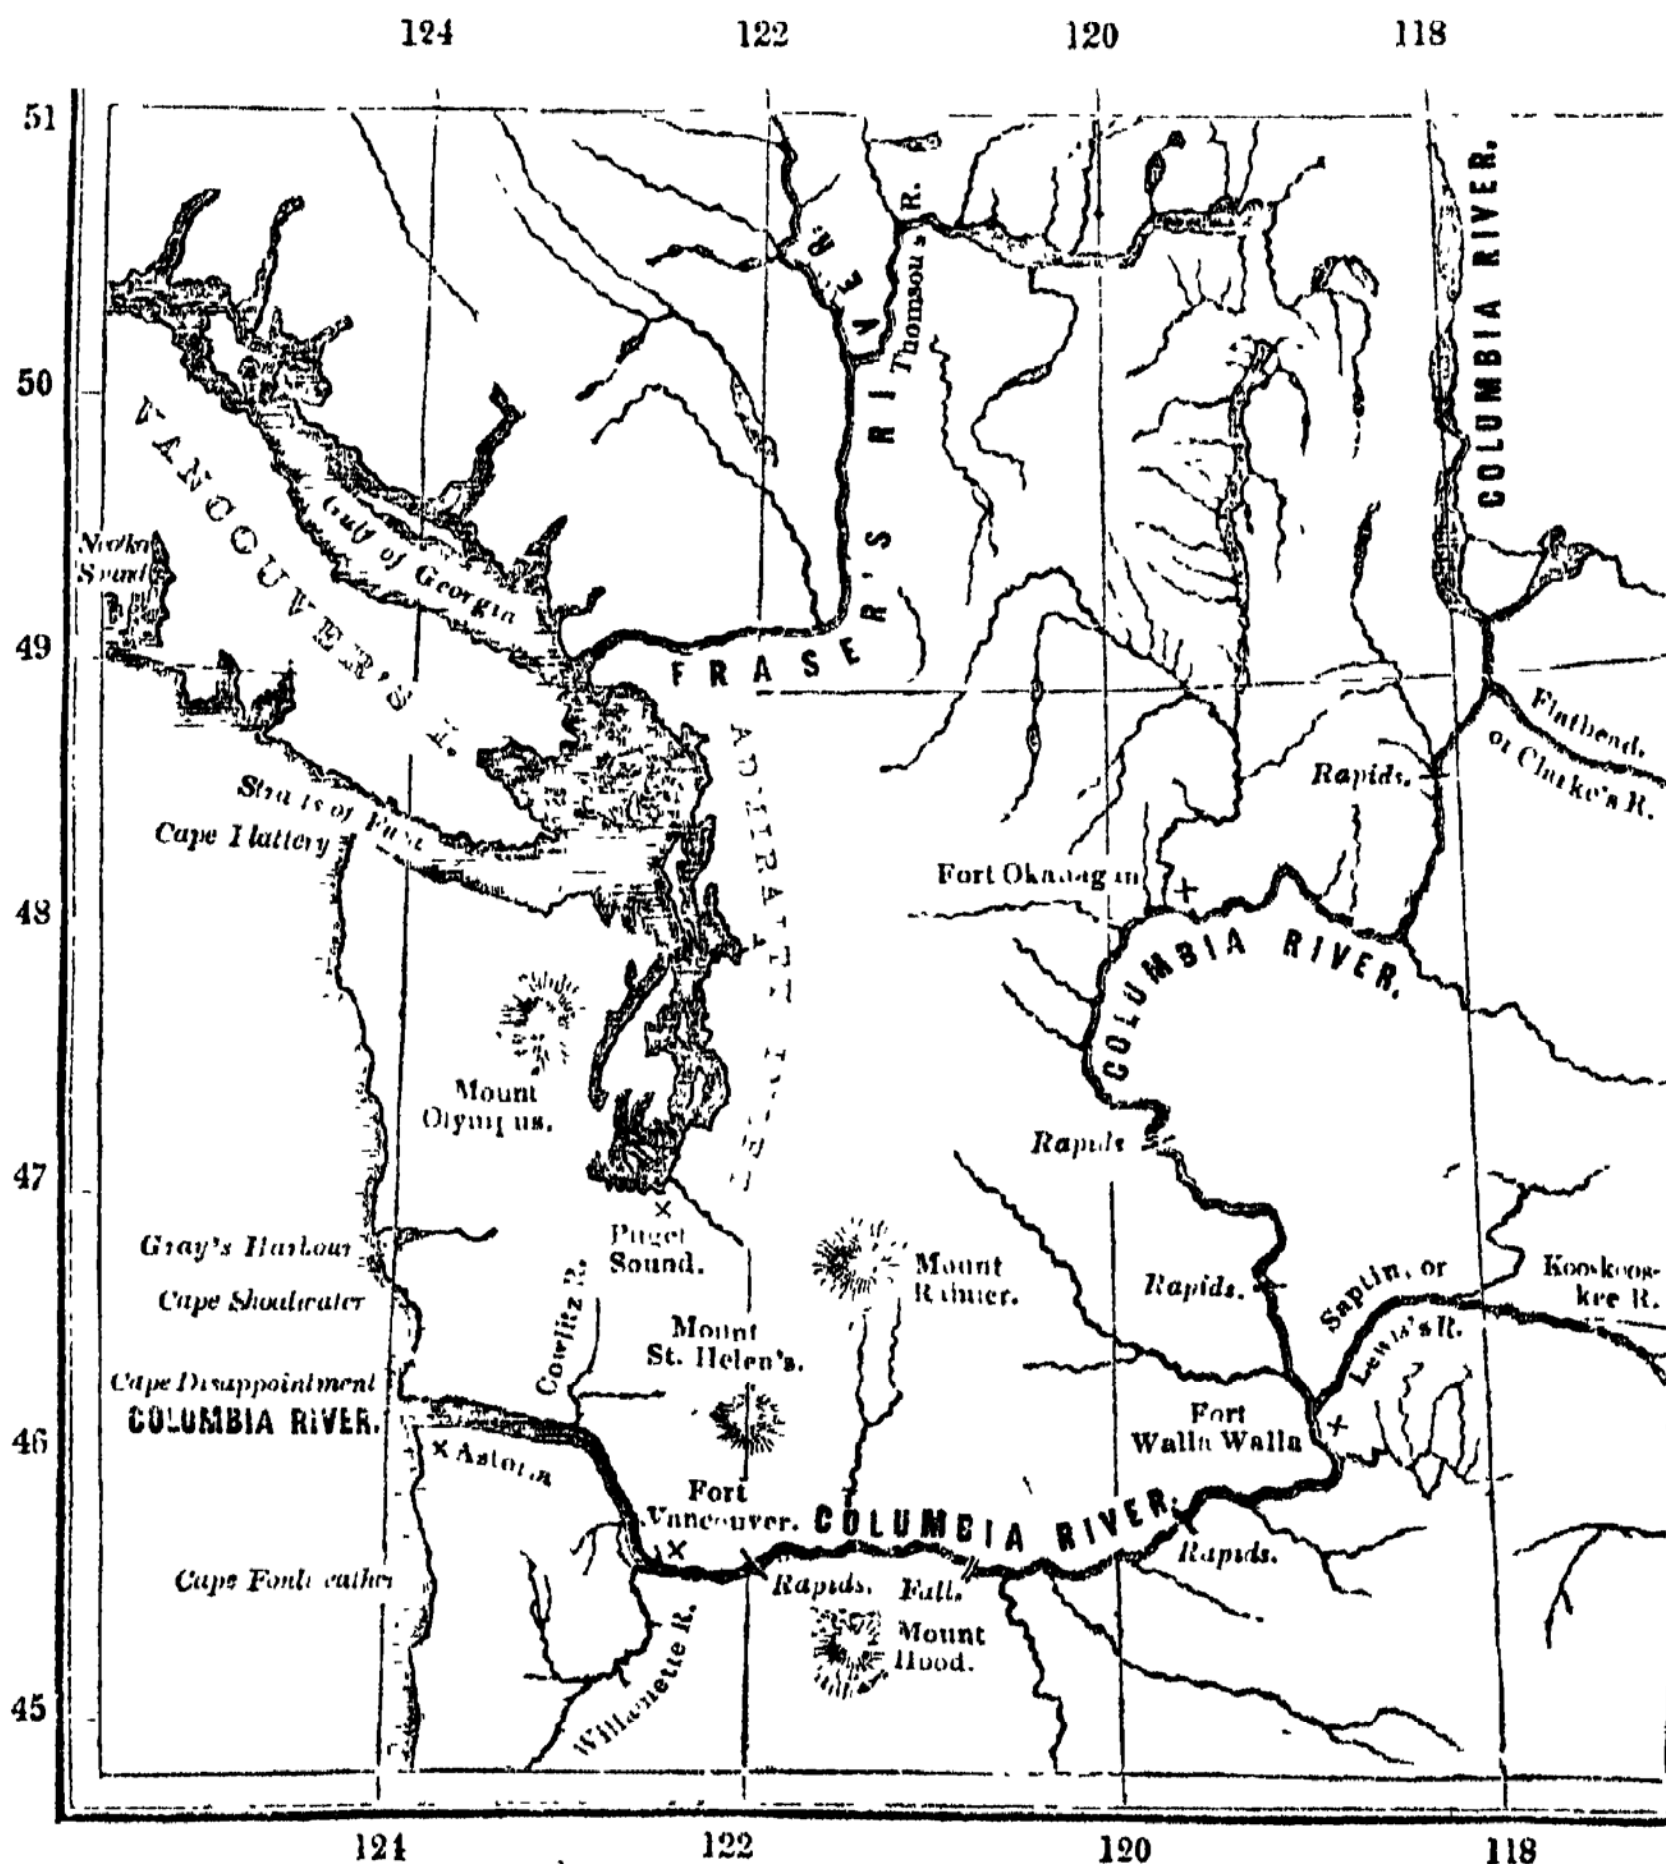 124 122 120 118
51
50
49
48
47
46
45
COLUMBIA RIVER.
Thomson's R.
FRASER'S RIVER.
VANCOUVER'S I.
Gulf of Georgia
Nootka
Sound
Straits of Fuca
Cape Flattery
ADMIRALTY
Flathead.
or Clarke's R.
Rapids.
Fort Okanagan
COLUMBIA RIVER.
Mount
Olympus.
Rapids
Puget
Sound.
Gray's Harbour
Cape Shoalwater
Mount
Rainier.
Rapids.
Saptin, or
Lewis's R.
Kooskoos-
kee R.
Cowlitz R.
Mount
St. Helen's.
Cape Disappointment
COLUMBIA RIVER.
Astoria
Fort
Walla Walla
Fort
Vancouver.
COLUMBIA RIVER.
Rapids.
Rapids. Fall.
Mount
Hood.
Willamette R.
124 122 120 118